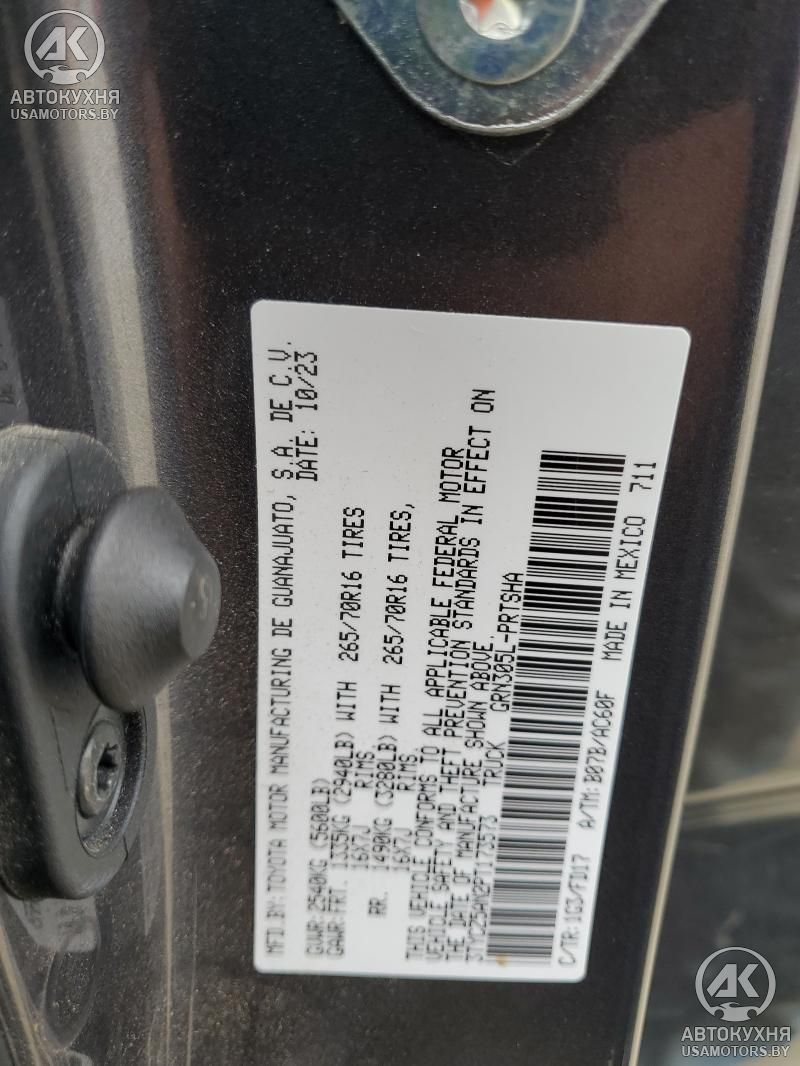 AK
АВТОКУХНЯ
USAMOTORS.BY
MFD.BY: TOYOTA MOTOR MANUFACTURING DE GUANAJUATO, S.A. DE C.V.
DATE: 10/23
GVWR: 2540KG (5600LB)
GAWR: FRT. 1335KG (2940LB) WITH 265/70R16 TIRES
16X7J RIMS.
RR. 1490KG (3280LB) WITH 265/70R16 TIRES,
16X7J RIMS.
THIS VEHICLE CONFORMS TO ALL APPLICABLE FEDERAL MOTOR
VEHICLE SAFETY AND THEFT PREVENTION STANDARDS IN EFFECT ON
THE DATE OF MANUFACTURE SHOWN ABOVE.
3TYCZ5AN2PT173573 TRUCK GRN305L-PRTSHA
C/TR: 1G3/FD17 A/TM: B07B/AC60F MADE IN MEXICO 711
AK
АВТОКУХНЯ
USAMOTORS.BY